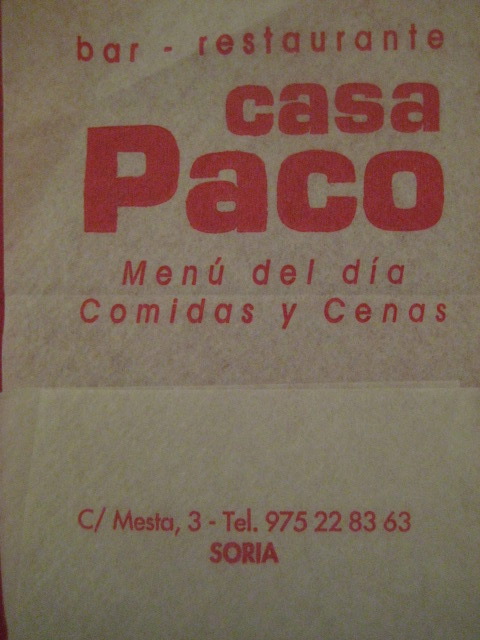 bar - restaurante
casa
Paco
Menú del día
Comidas y Cenas
C/ Mesta, 3 - Tel. 975 22 83 63
SORIA